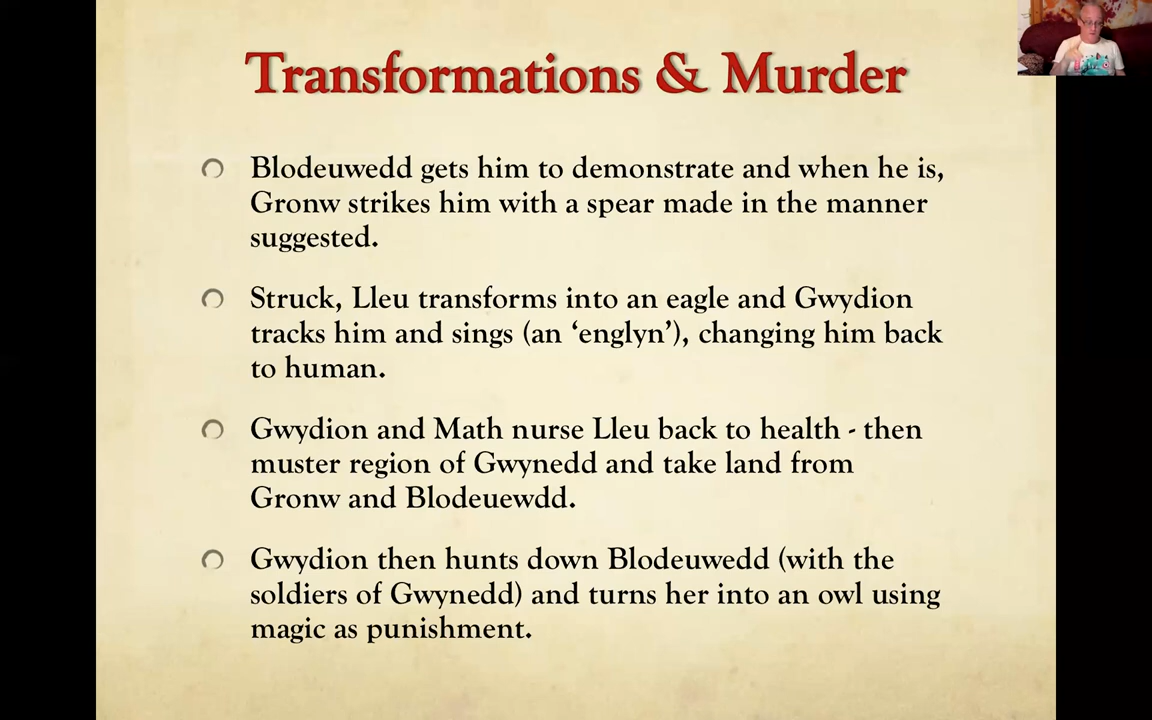 Transformations & Murder
Blodeuwedd gets him to demonstrate and when he is,
Gronw strikes him with a spear made in the manner
suggested.
Struck, Lleu transforms into an eagle and Gwydion
tracks him and sings (an ‘englyn’), changing him back
to human.
Gwydion and Math nurse Lleu back to health - then
muster region of Gwynedd and take land from
Gronw and Blodeuewdd.
Gwydion then hunts down Blodeuwedd (with the
soldiers of Gwynedd) and turns her into an owl using
magic as punishment.